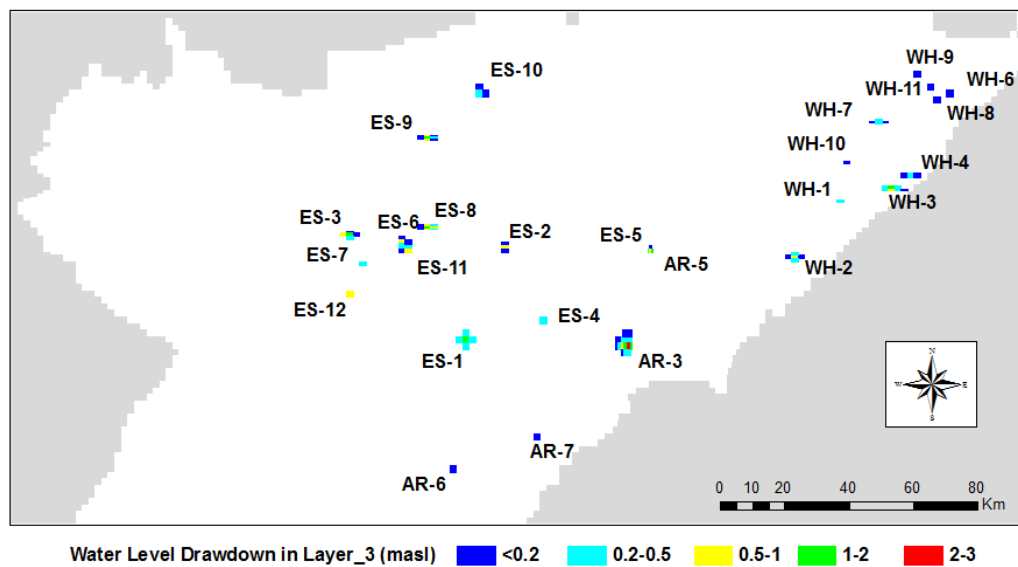 WH-9
ES-10
WH-6
WH-11
WH-8
WH-7
ES-9
WH-10
WH-4
WH-1
WH-3
ES-3
ES-6
ES-8
ES-2
ES-5
ES-7
ES-11
AR-5
WH-2
ES-12
ES-4
ES-1
AR-3
N
W
E
S
AR-7
AR-6
0 10 20 40 60 80
Km
Water Level Drawdown in Layer_3 (masl) <0.2 0.2-0.5 0.5-1 1-2 2-3